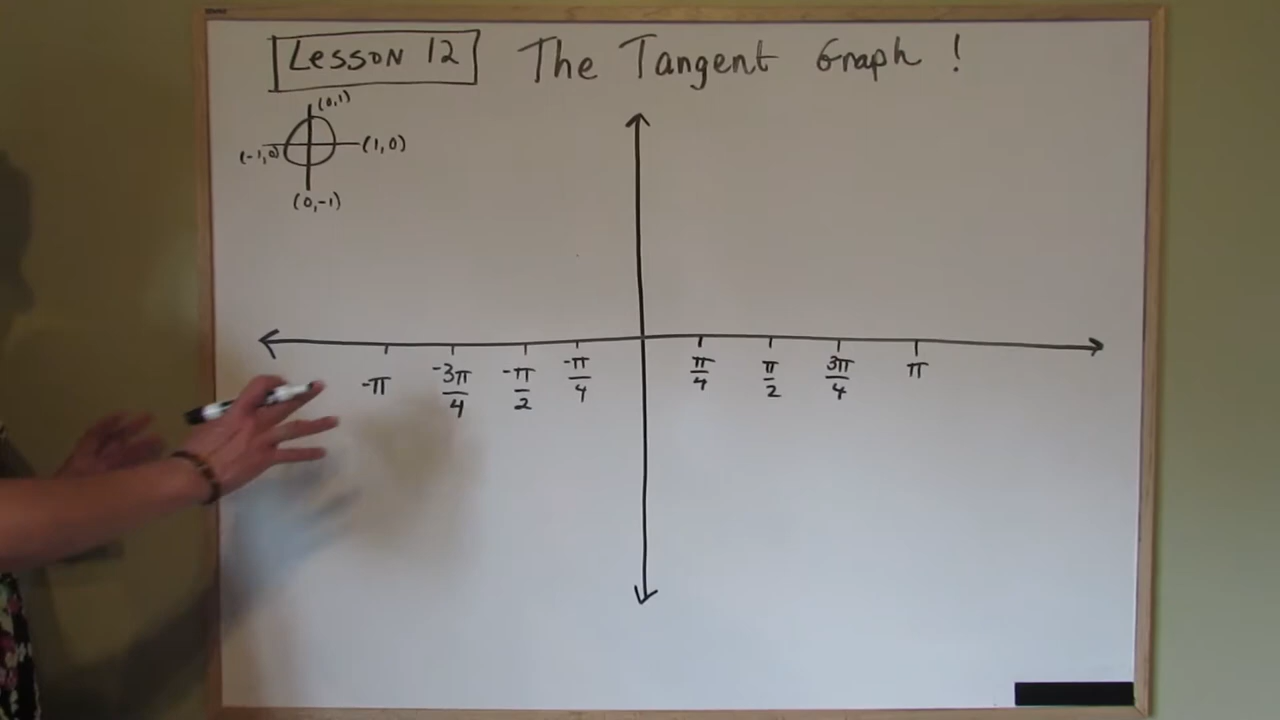 Lesson 12 The Tangent Graph !
(0,1)
(-1,0) (1,0)
(0,-1)
-π -3π/4 -π/2 -π/4 π/4 π/2 3π/4 π